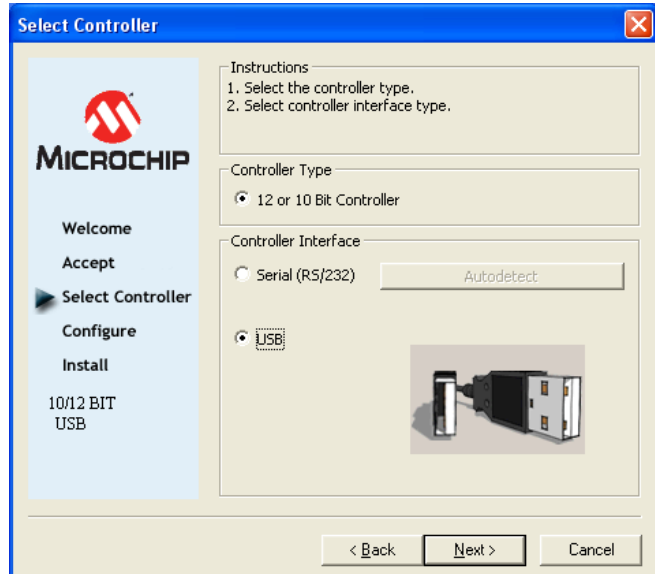 Select Controller
MICROCHIP
Welcome
Accept
Select Controller
Configure
Install
10/12 BIT
USB
Instructions
1. Select the controller type.
2. Select controller interface type.
Controller Type
12 or 10 Bit Controller
Controller Interface
Serial (RS/232)
Autodetect
USB
< Back
Next >
Cancel